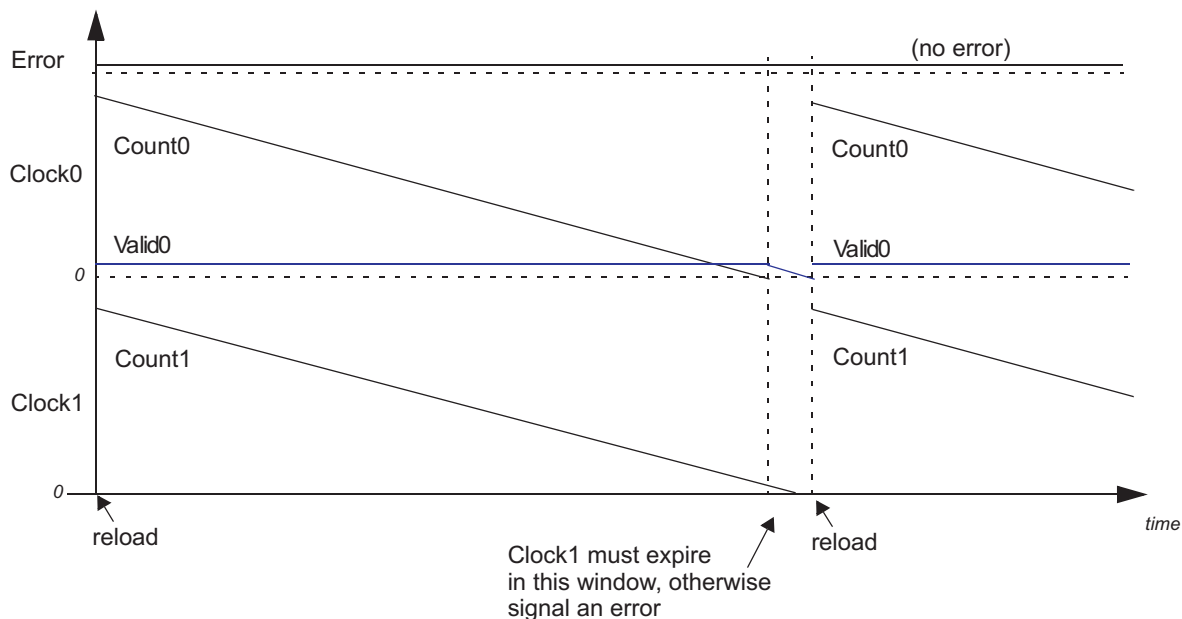 Error
(no error)
Count0
Count0
Clock0
Valid0
Valid0
0
Count1
Count1
Clock1
0
time
reload
reload
Clock1 must expire
in this window, otherwise
signal an error